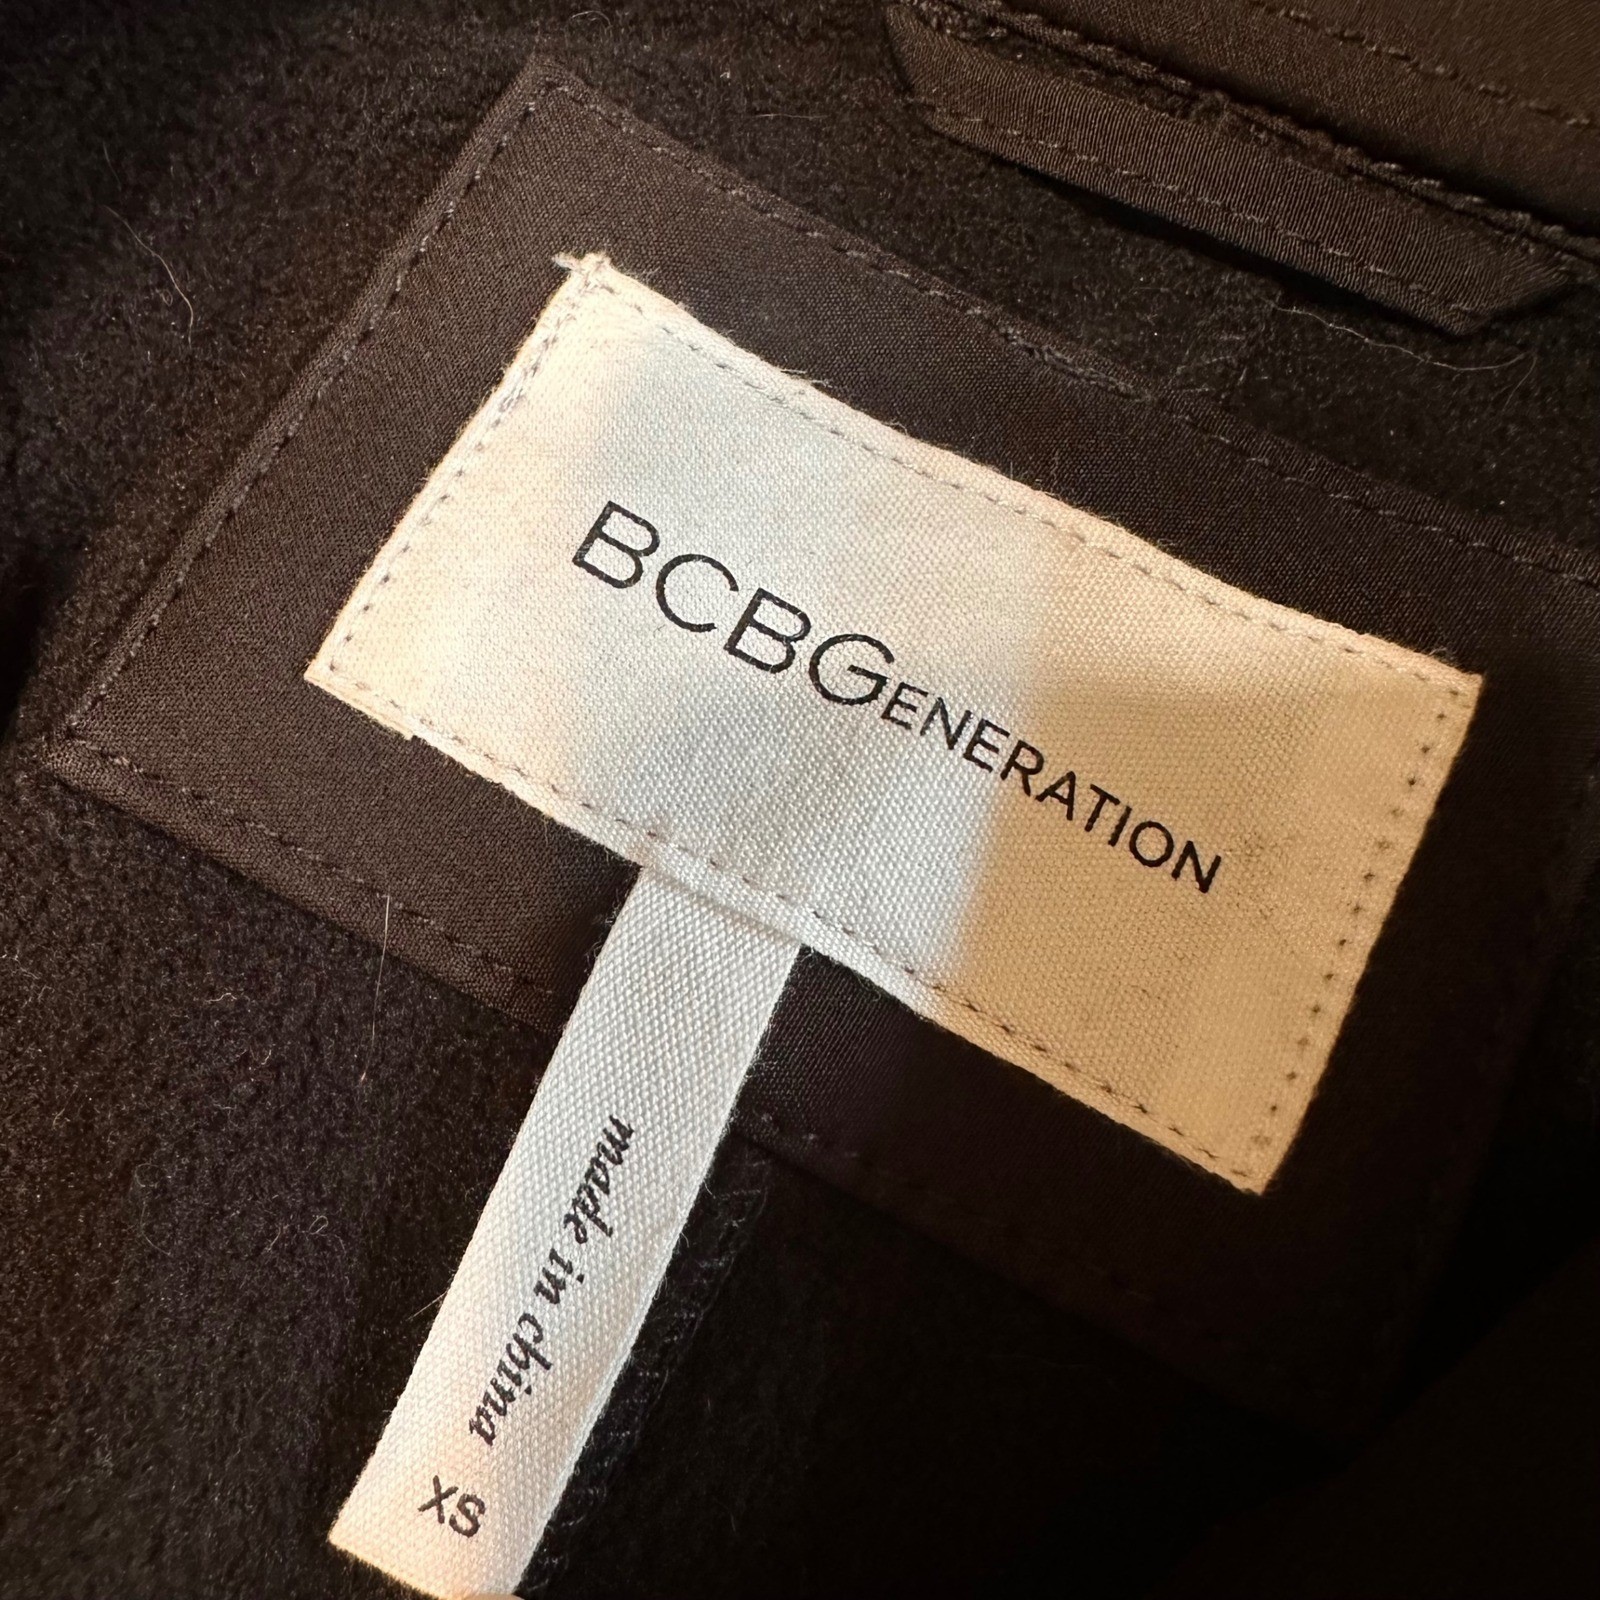 BCBGENERATION
made in china
XS